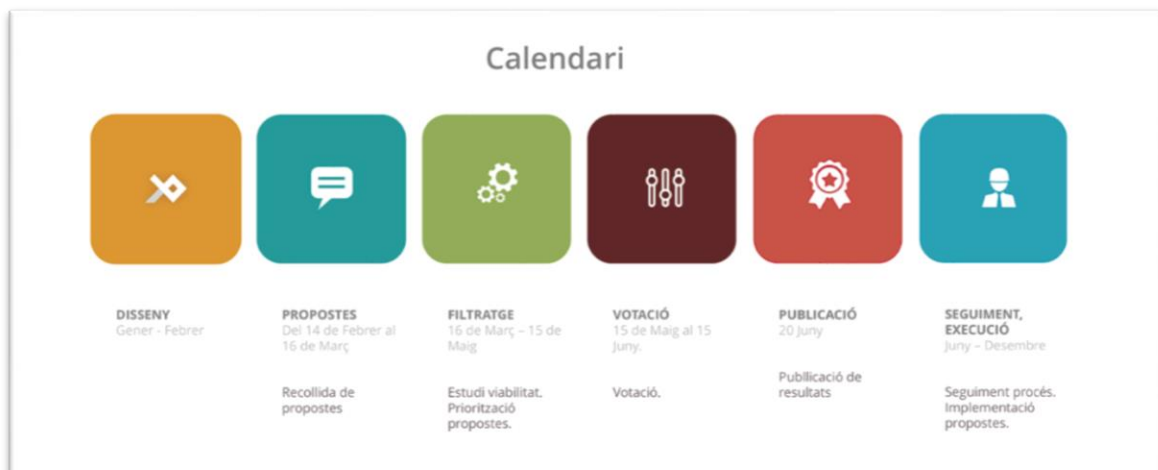 Calendari
DISSENY
Gener - Febrer
PROPOSTES
Del 14 de Febrer al
16 de Març
Recollida de
propostes
FILTRATGE
16 de Març – 15 de
Maig
Estudi viabilitat.
Priorització
propostes.
VOTACIÓ
15 de Maig al 15
Juny.
Votació.
PUBLICACIÓ
20 Juny
Publlicació de
resultats
SEGUIMENT,
EXECUCIÓ
Juny – Desembre
Seguiment procés.
Implementació
propostes.